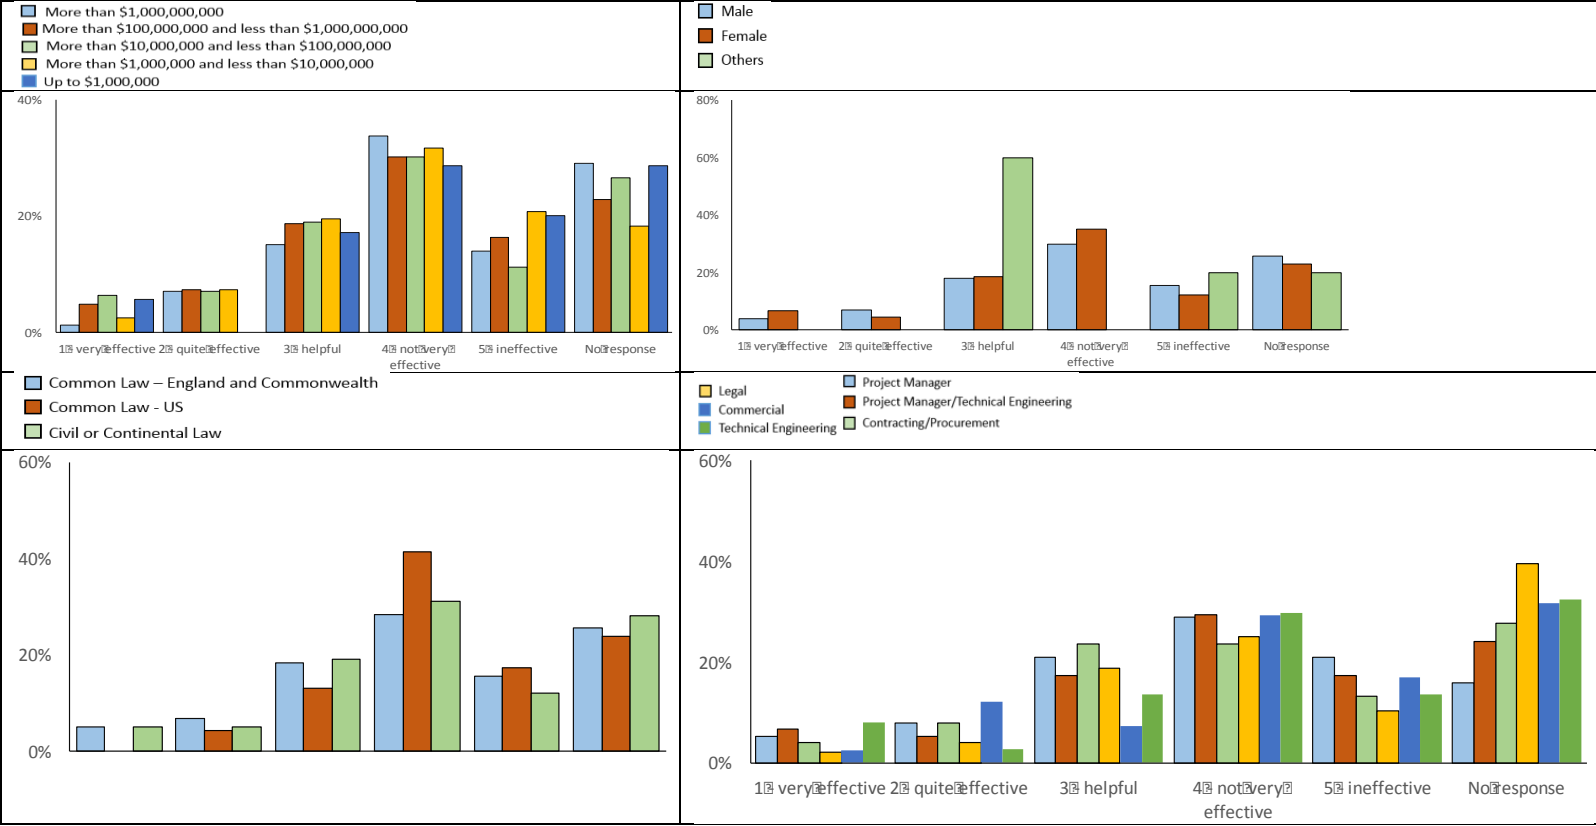 More than $1,000,000,000
More than $100,000,000 and less than $1,000,000,000
More than $10,000,000 and less than $100,000,000
More than $1,000,000 and less than $10,000,000
Up to $1,000,000
Male
Female
Others
40%
20%
0%
1 very effective 2 quite effective 3 helpful 4 not very effective 5 ineffective No response
80%
60%
40%
20%
0%
1 very effective 2 quite effective 3 helpful 4 not very effective 5 ineffective No response
Common Law – England and Commonwealth
Common Law - US
Civil or Continental Law
Legal
Commercial
Technical Engineering
Project Manager
Project Manager/Technical Engineering
Contracting/Procurement
60%
40%
20%
0%
60%
40%
20%
0%
1 very effective 2 quite effective 3 helpful 4 not very effective 5 ineffective No response